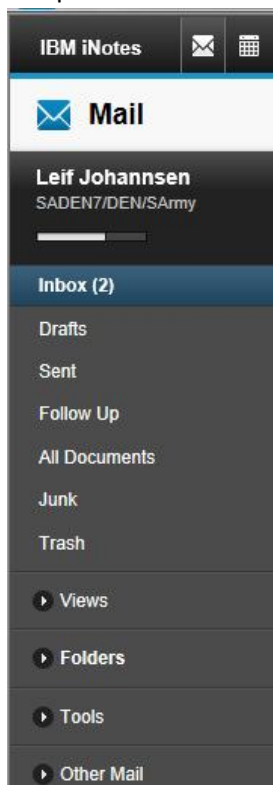 IBM iNotes
Mail
Leif Johannsen
SADEN7/DEN/SArmy
Inbox (2)
Drafts
Sent
Follow Up
All Documents
Junk
Trash
Views
Folders
Tools
Other Mail